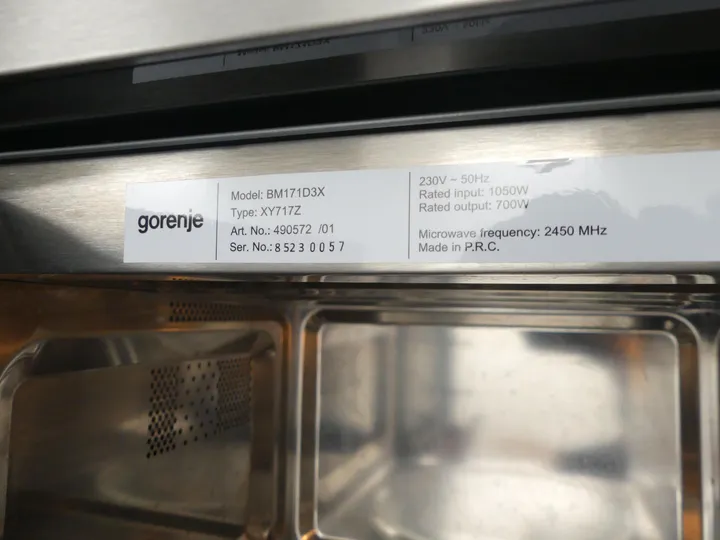 gorenje
Model: BM171D3X
Type: XY717Z
Art. No.: 490572 /01
Ser. No.: 85230057
230V ~ 50Hz
Rated input: 1050W
Rated output: 700W
Microwave frequency: 2450 MHz
Made in P.R.C.